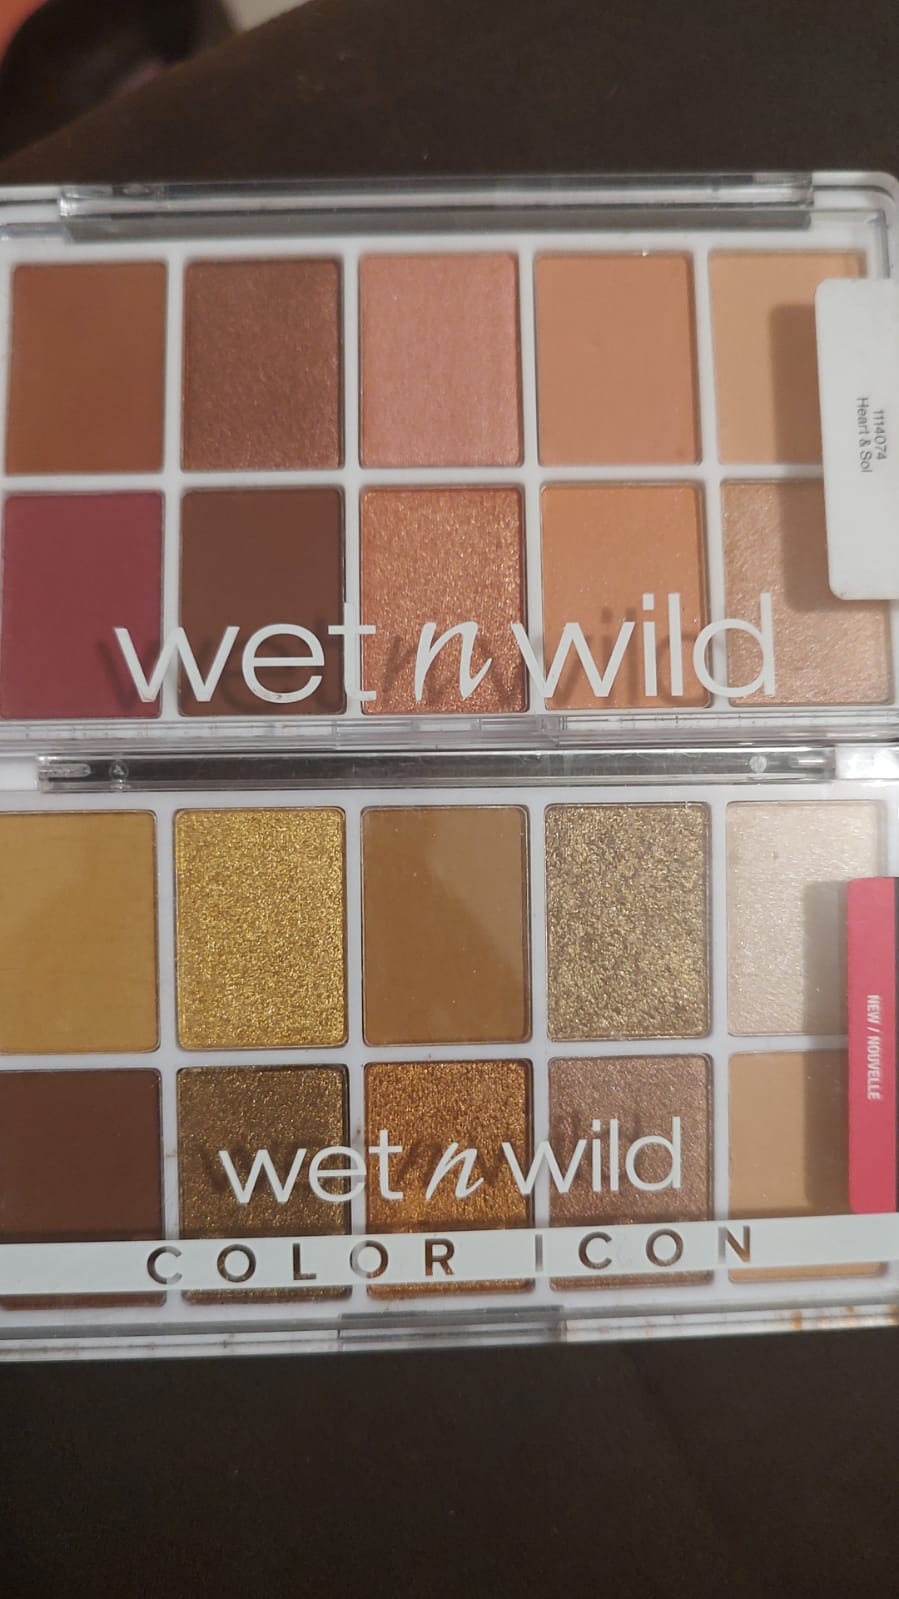 1114074
Heart & Sol
wet n wild
NEW / NOUVELLE
wet n wild
COLOR ICON